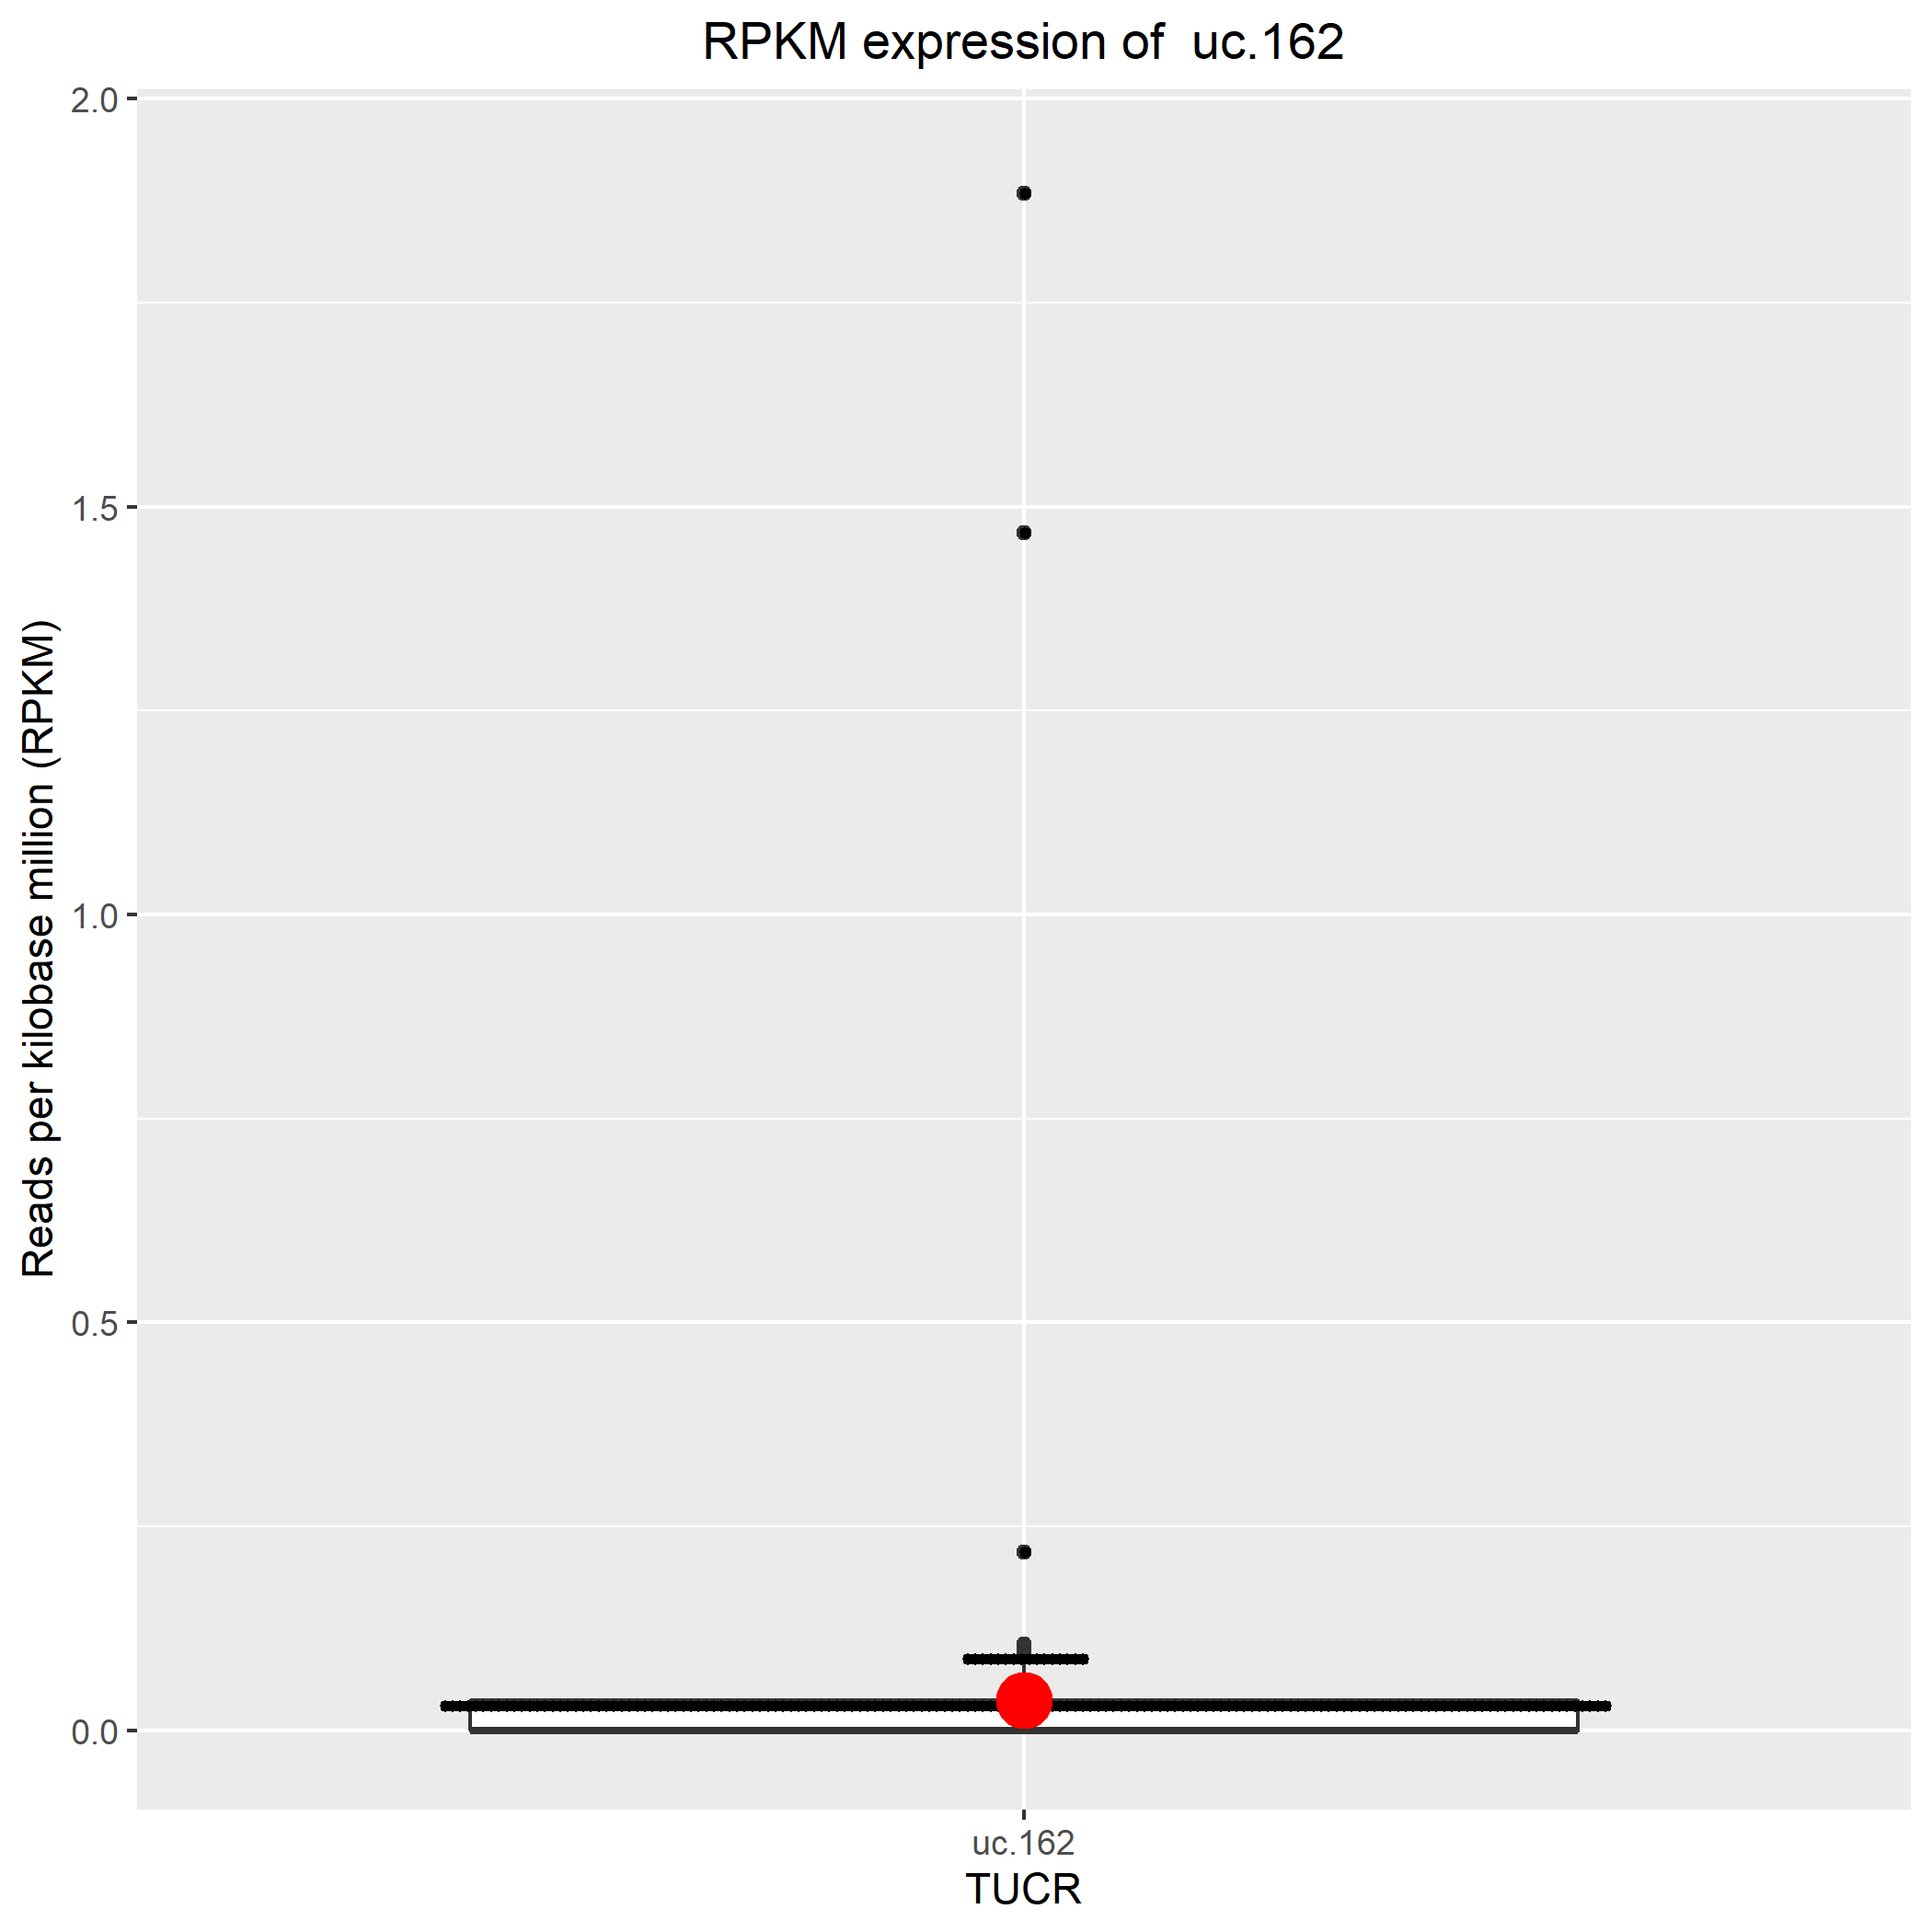 RPKM expression of  uc.162
Reads per kilobase million (RPKM)
2.0
1.5
1.0
0.5
0.0
uc.162
TUCR